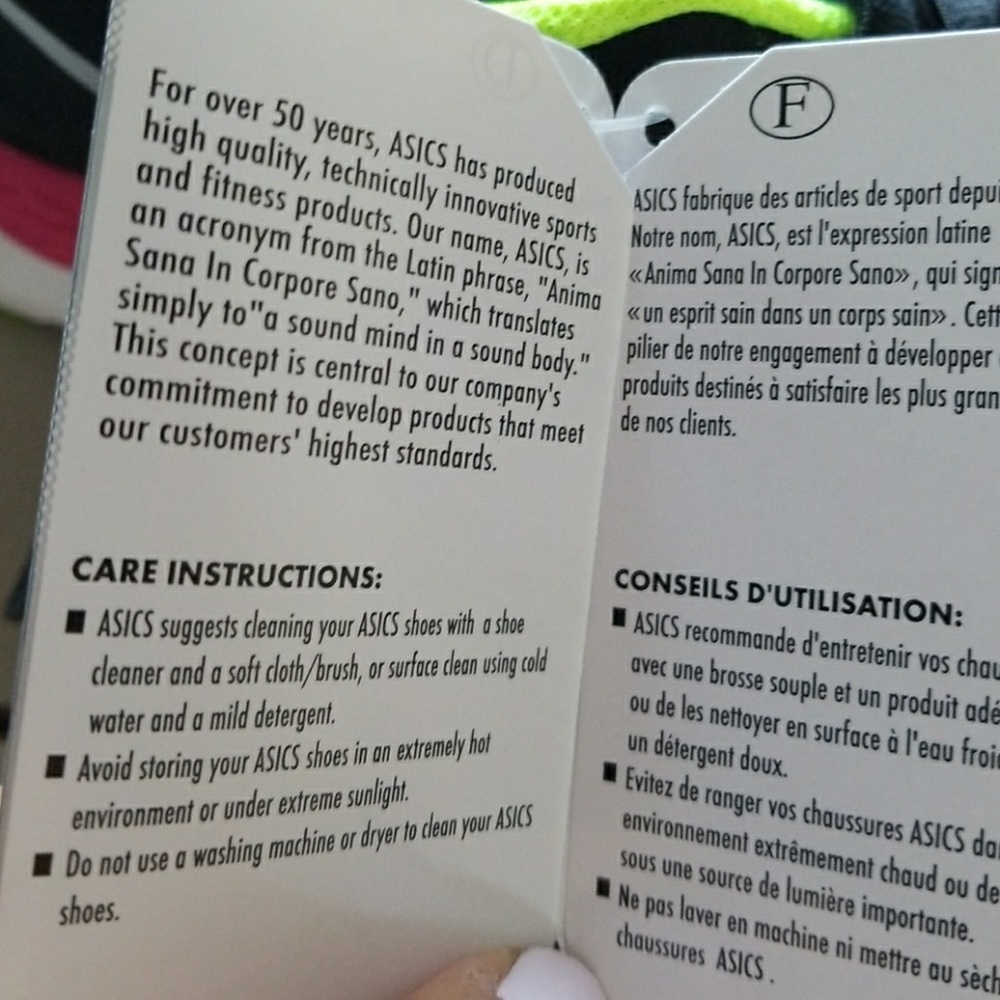 For over 50 years, ASICS has produced
high quality, technically innovative sports
and fitness products. Our name, ASICS, is
an acronym from the Latin phrase, "Anima
Sana In Corpore Sano," which translates
simply to"a sound mind in a sound body."
This concept is central to our company's
commitment to develop products that meet
our customers' highest standards.
CARE INSTRUCTIONS:
■ ASICS suggests cleaning your ASICS shoes with a shoe
cleaner and a soft cloth/brush, or surface clean using cold
water and a mild detergent.
■ Avoid storing your ASICS shoes in an extremely hot
environment or under extreme sunlight.
■ Do not use a washing machine or dryer to clean your ASICS
shoes.
F
ASICS fabrique des articles de sport
Notre nom, ASICS, est l'expression latine
«Anima Sana In Corpore Sano», qui
«un esprit sain dans un corps sain».
pilier de notre engagement à développer
produits destinés à satisfaire les plus
de nos clients.
CONSEILS D'UTILISATION:
■ ASICS recommande d'entretenir vos
avec une brosse souple et un produit
ou de les nettoyer en surface à l'eau
un détergent doux.
■ Evitez de ranger vos chaussures ASICS
environnement extrêmement chaud ou
sous une source de lumière importante.
■ Ne pas laver en machine ni mettre au
chaussures ASICS.